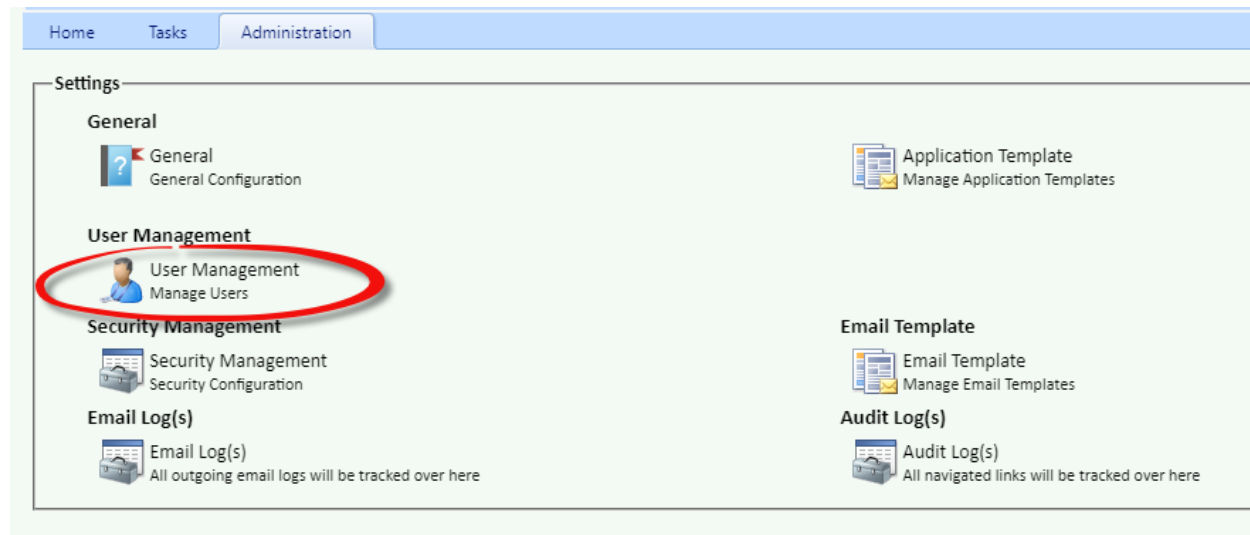 Home Tasks Administration
Settings
General
General
General Configuration
Application Template
Manage Application Templates
User Management
User Management
Manage Users
Security Management
Security Management
Security Configuration
Email Template
Email Template
Manage Email Templates
Email Log(s)
Email Log(s)
All outgoing email logs will be tracked over here
Audit Log(s)
Audit Log(s)
All navigated links will be tracked over here